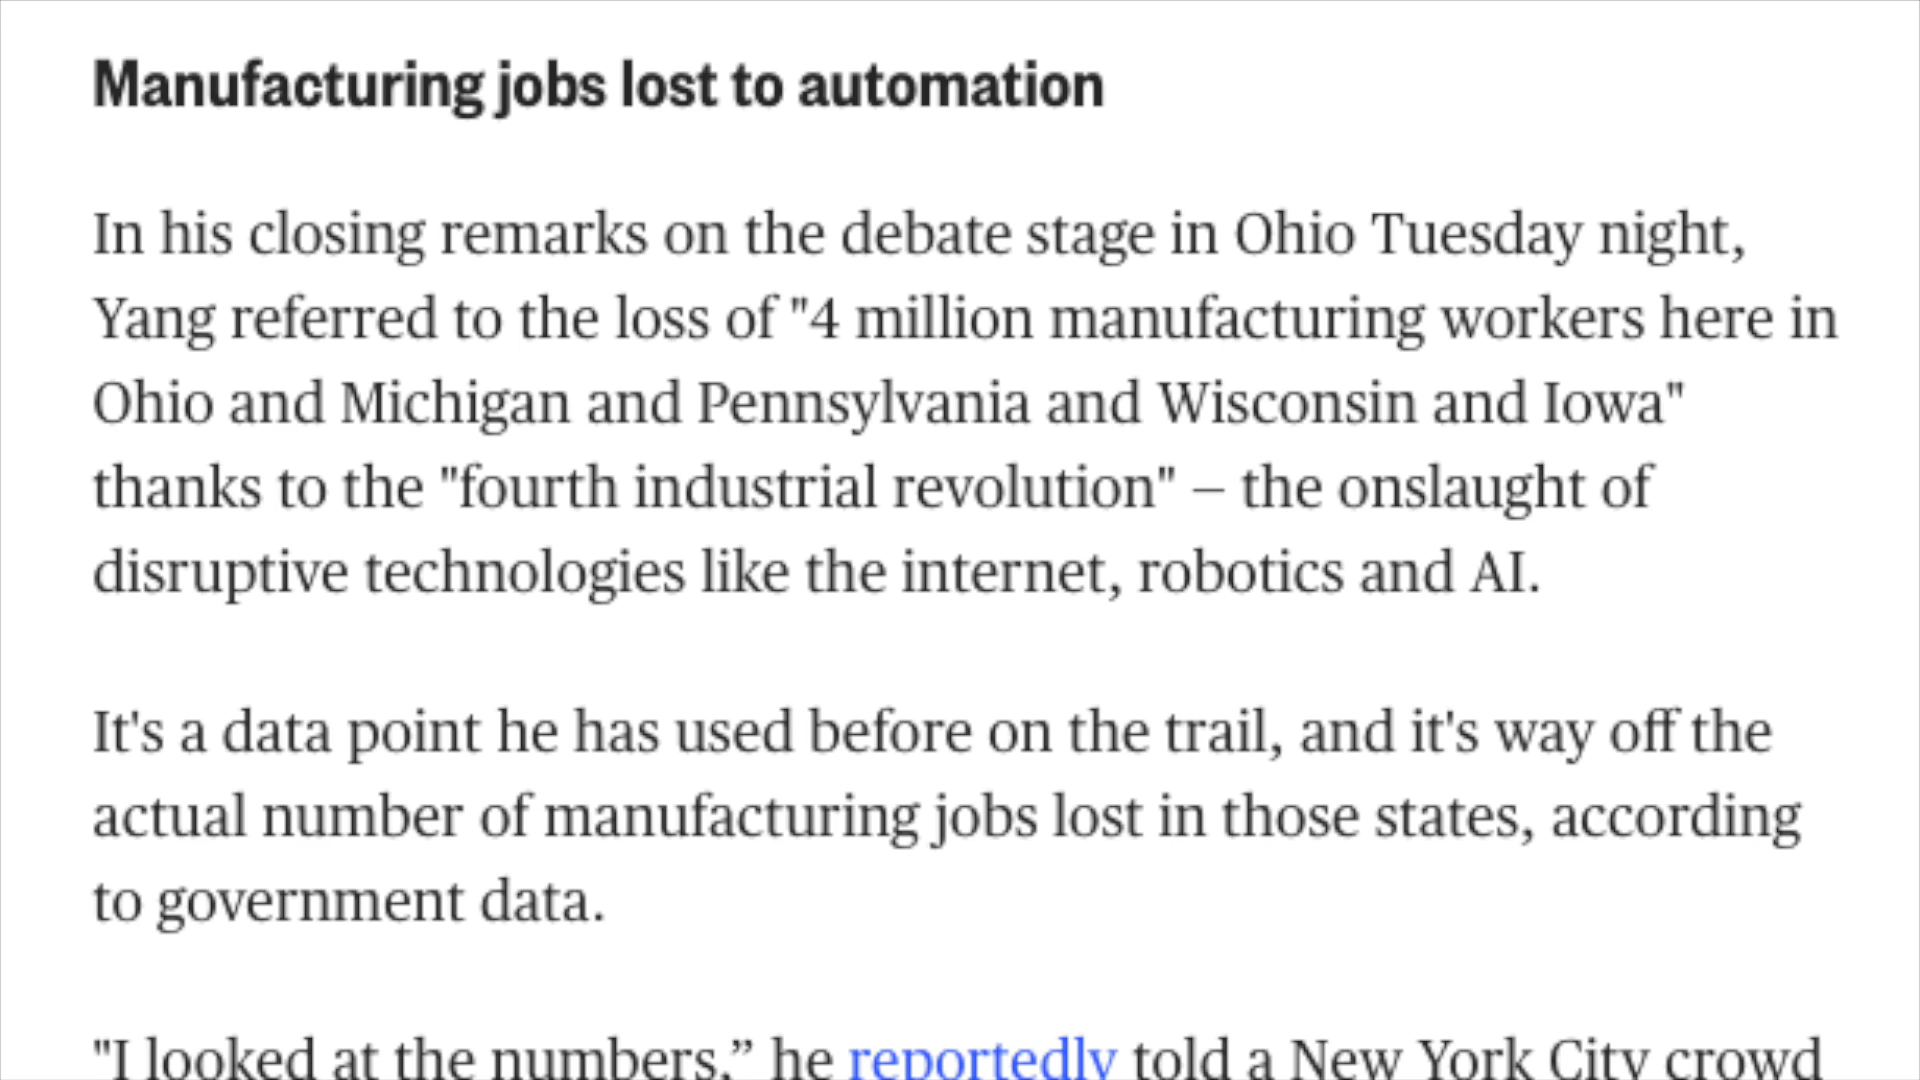 Manufacturing jobs lost to automation
In his closing remarks on the debate stage in Ohio Tuesday night,
Yang referred to the loss of "4 million manufacturing workers here in
Ohio and Michigan and Pennsylvania and Wisconsin and Iowa"
thanks to the "fourth industrial revolution" – the onslaught of
disruptive technologies like the internet, robotics and AI.
It's a data point he has used before on the trail, and it's way off the
actual number of manufacturing jobs lost in those states, according
to government data.
"I looked at the numbers,” he reportedly told a New York City crowd